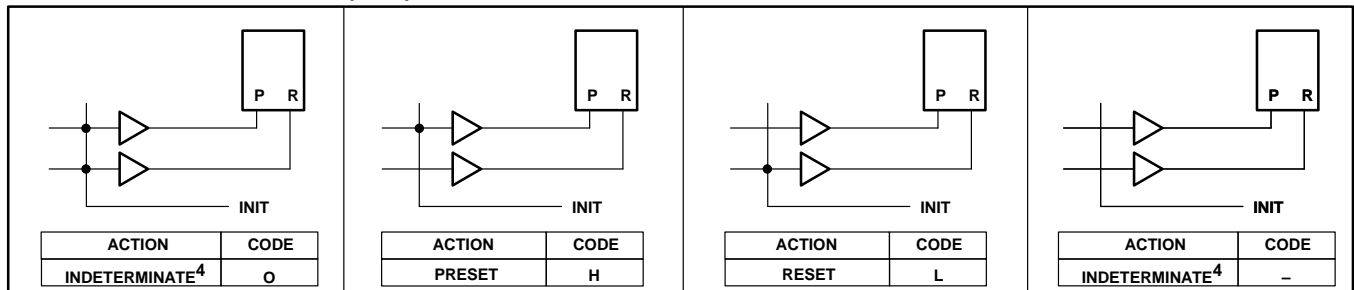 P R
INIT
ACTION CODE
INDETERMINATE4 O
P R
INIT
ACTION CODE
PRESET H
P R
INIT
ACTION CODE
RESET L
P R
INIT
ACTION CODE
INDETERMINATE4 –